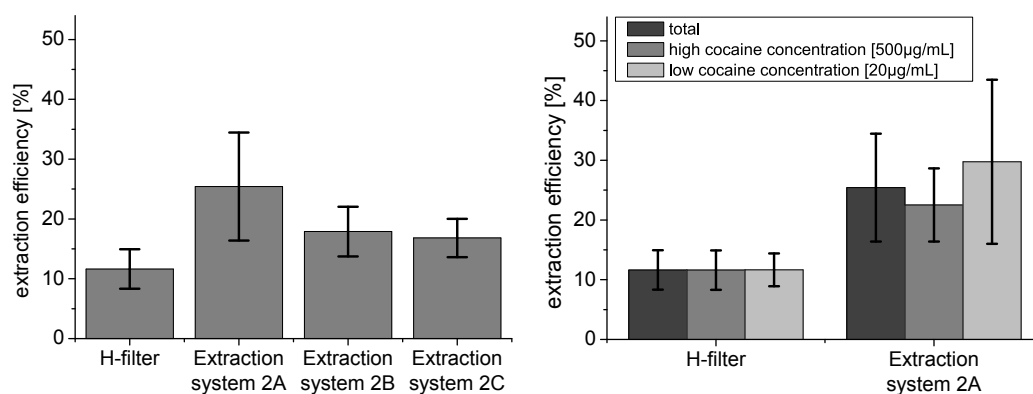 extraction efficiency [%]
50
40
30
20
10
0
H-filter
Extraction
system 2A
Extraction
system 2B
Extraction
system 2C
extraction efficiency [%]
50
40
30
20
10
0
total
high cocaine concentration [500µg/mL]
low cocaine concentration [20µg/mL]
H-filter
Extraction
system 2A